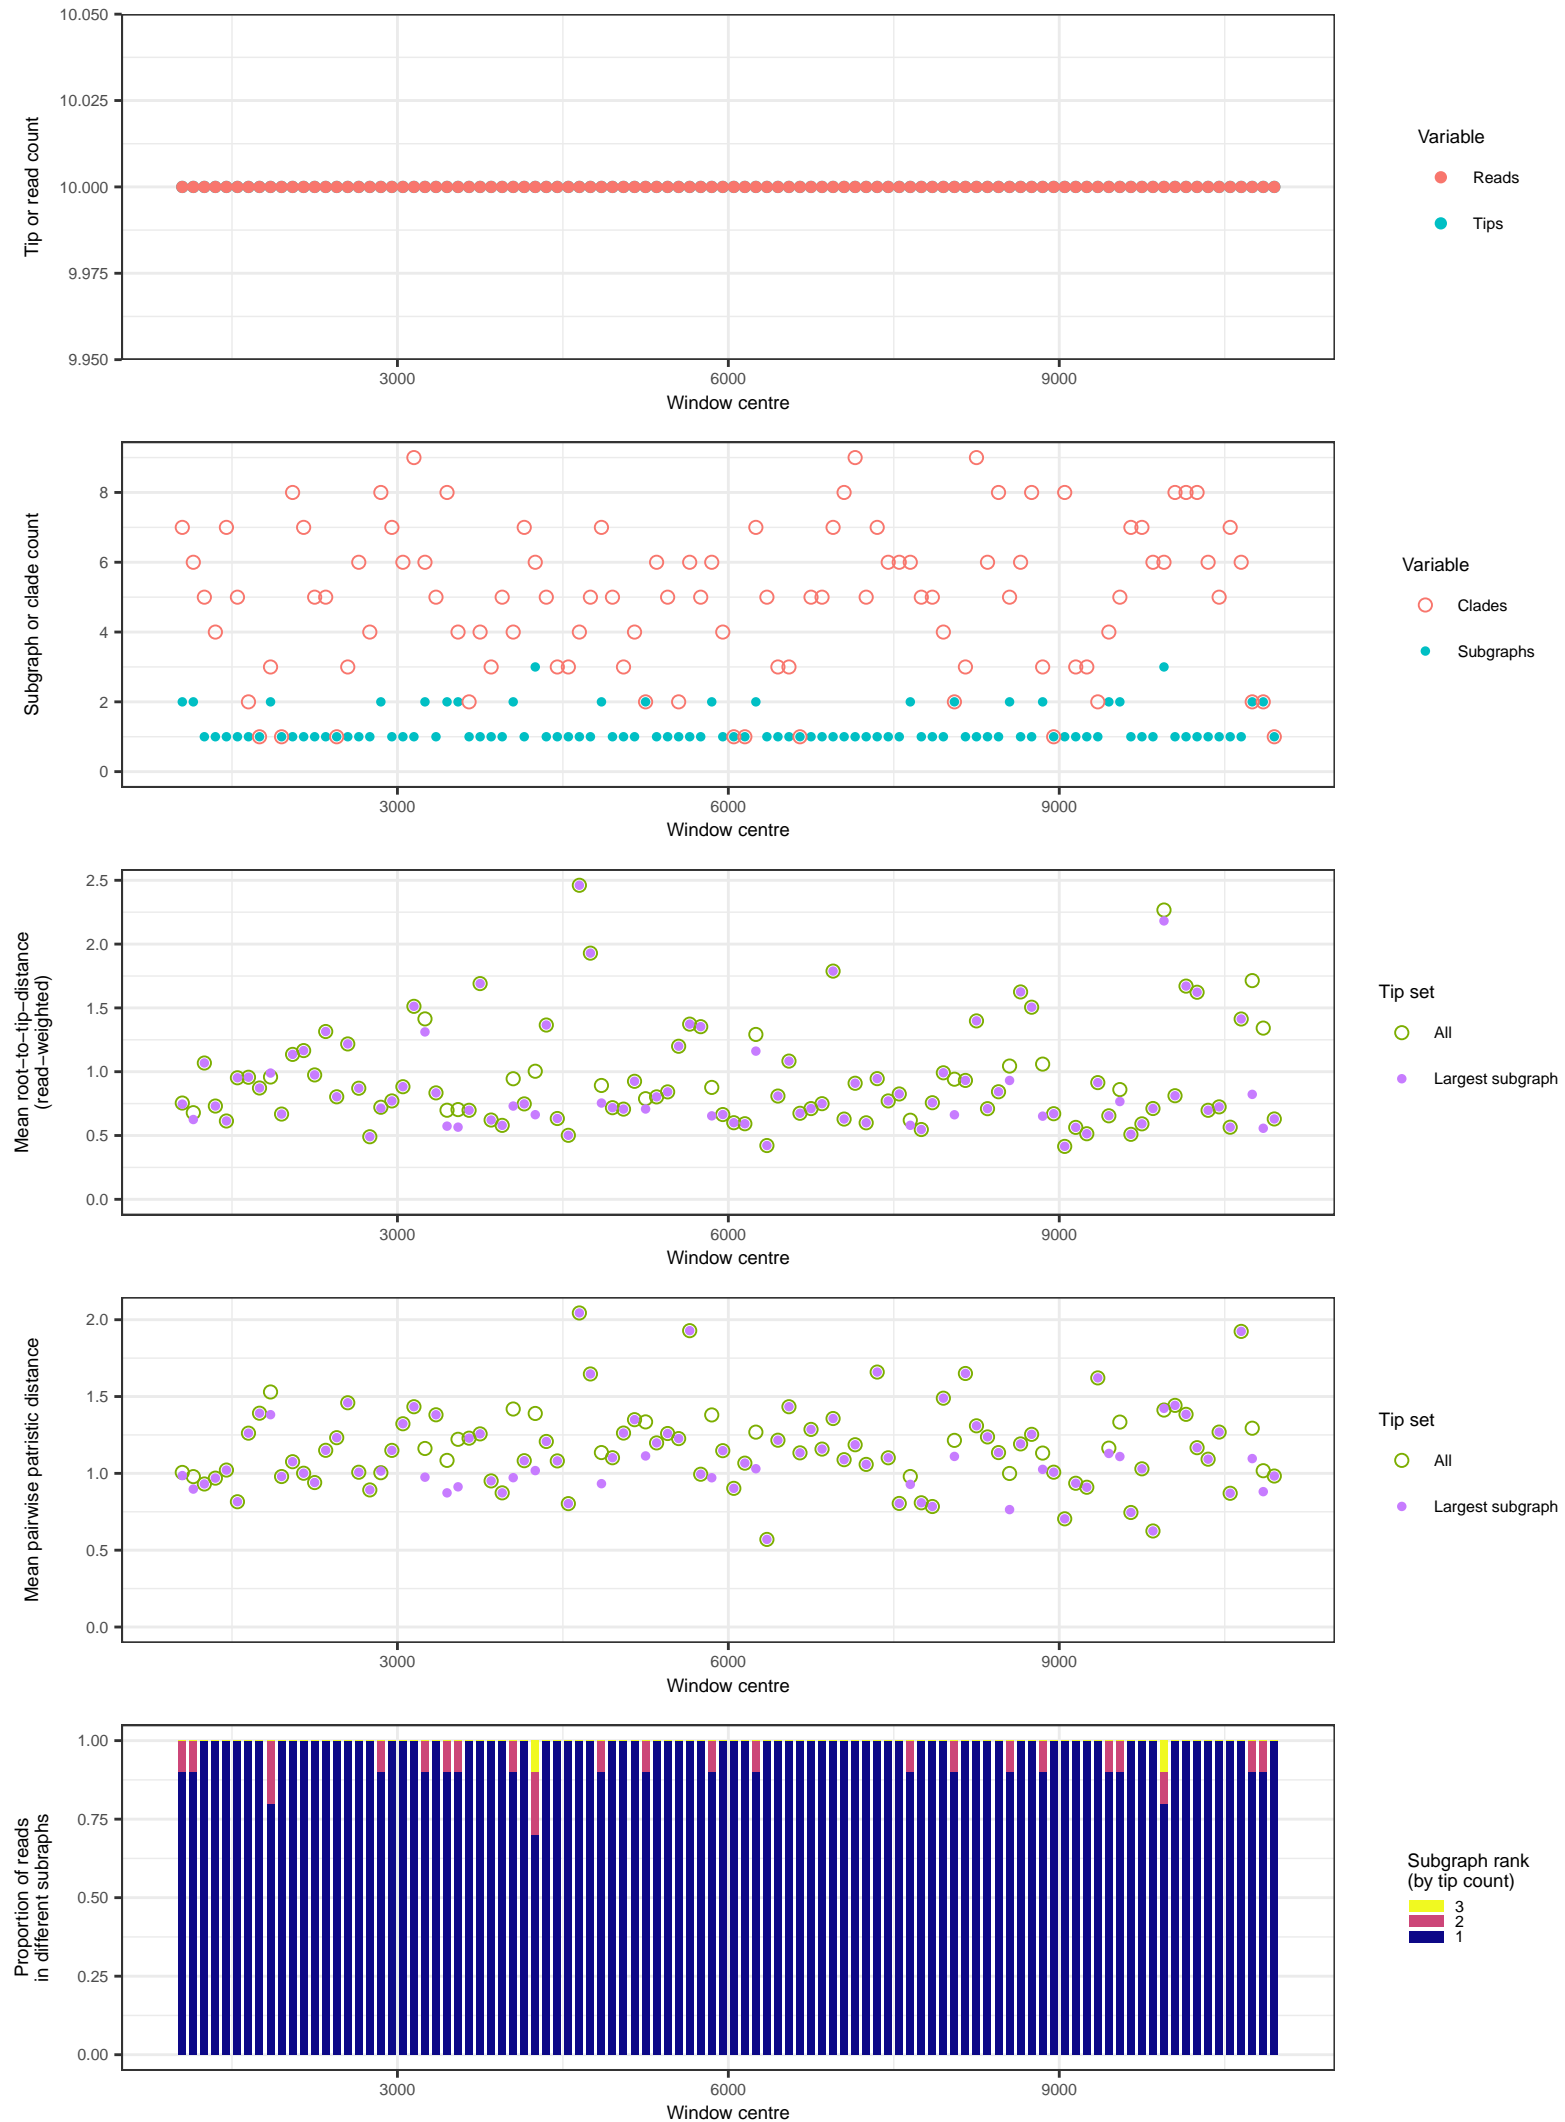 10.050
10.025
10.000
9.975
9.950
Tip or read count
3000 6000 9000
Window centre
Variable
Reads
Tips
8
6
4
2
0
Subgraph or clade count
3000 6000 9000
Window centre
Variable
Clades
Subgraphs
2.5
2.0
1.5
1.0
0.5
0.0
Mean root−to−tip−distance
(read−weighted)
3000 6000 9000
Window centre
Tip set
All
Largest subgraph
2.0
1.5
1.0
0.5
0.0
Mean pairwise patristic distance
3000 6000 9000
Window centre
Tip set
All
Largest subgraph
1.00
0.75
0.50
0.25
0.00
Proportion of reads
in different subraphs
3000 6000 9000
Window centre
Subgraph rank
(by tip count)
3
2
1